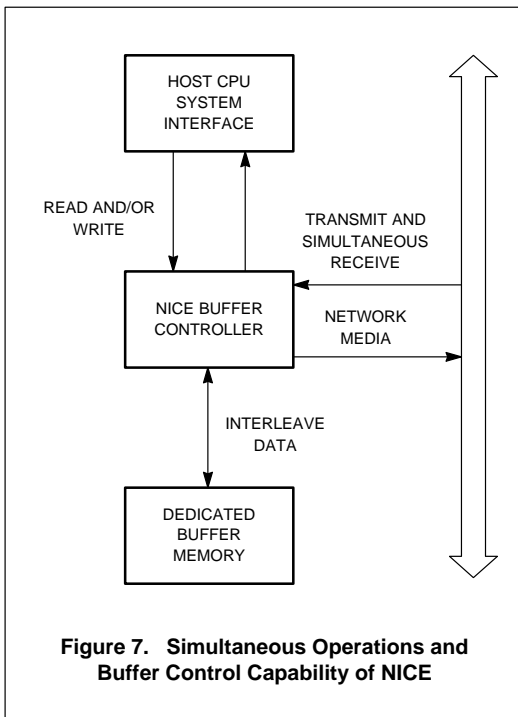 HOST CPU
SYSTEM
INTERFACE
READ AND/OR
WRITE
TRANSMIT AND
SIMULTANEOUS
RECEIVE
NICE BUFFER
CONTROLLER
NETWORK
MEDIA
INTERLEAVE
DATA
DEDICATED
BUFFER
MEMORY
Figure 7. Simultaneous Operations and
Buffer Control Capability of NICE